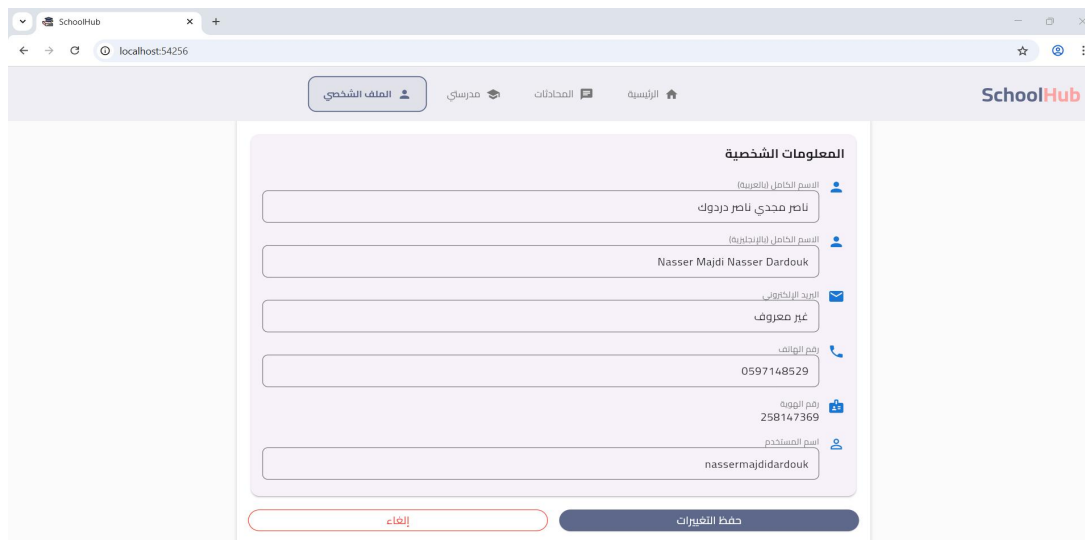 SchoolHub
localhost:54256
SchoolHub
الرئيسية
المحادثات
مدرستي
الملف الشخصي
المعلومات الشخصية
الاسم الكامل (بالعربية)
ناصر مجدي ناصر دردوك
الاسم الكامل (بالإنجليزية)
Nasser Majdi Nasser Dardouk
البريد الإلكتروني
غير معروف
رقم الهاتف
0597148529
رقم الهوية
258147369
اسم المستخدم
nassermajdidardouk
حفظ التغييرات
إلغاء